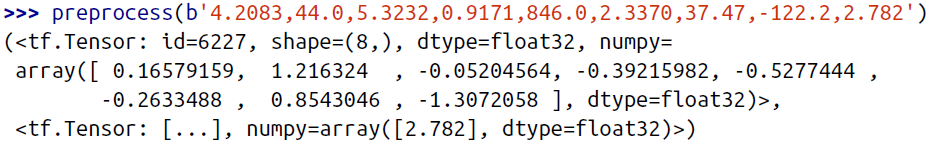 >>> preprocess(b'4.2083,44.0,5.3232,0.9171,846.0,2.3370,37.47,-122.2,2.782')
(<tf.Tensor: id=6227, shape=(8,), dtype=float32, numpy=
 array([ 0.16579159,  1.216324  , -0.05204564, -0.39215982, -0.5277444 ,
        -0.2633488 ,  0.8543046 , -1.3072058 ], dtype=float32)>,
 <tf.Tensor: [...], numpy=array([2.782], dtype=float32)>)